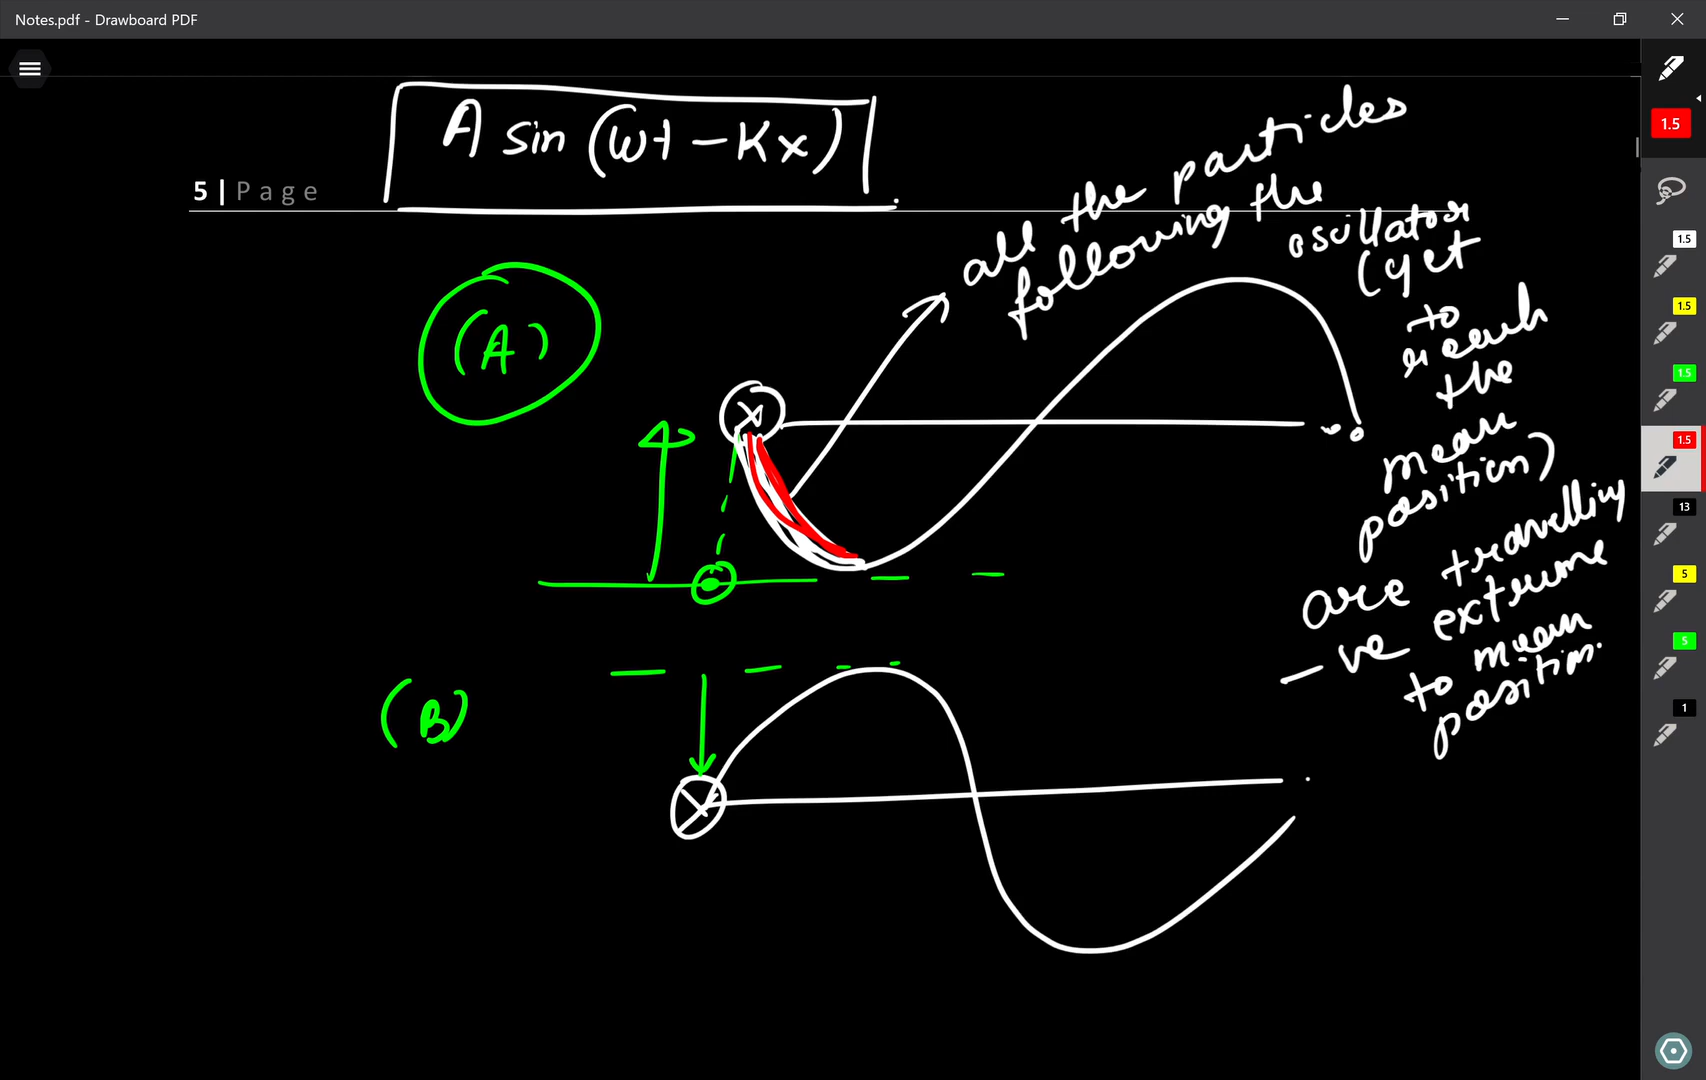 Notes.pdf - Drawboard PDF
A sin (ωt - Kx)
5 | Page
all the particles
following the
oscillator
(yet
to
reach
the
mean
position)
are travelling
-ve extreme
to mean
position.
(A)
(B)
1.5
1.5
1.5
1.5
1.5
13
5
5
1